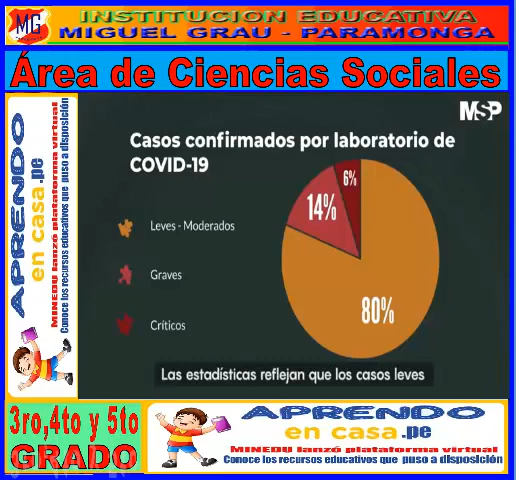 MG
INSTITUCION EDUCATIVA
MIGUEL GRAU - PARAMONGA
Área de Ciencias Sociales
APRENDO
en casa.pe
MINEDU lanzó plataforma virtual
Conoce los recursos educativos que puso a disposición
MSP
Casos confirmados por laboratorio de
COVID-19
6%
14%
80%
Leves - Moderados
Graves
Críticos
Las estadísticas reflejan que los casos leves
3ro,4to y 5to
GRADO
APRENDO
en casa.pe
MINEDU lanzó plataforma virtual
Conoce los recursos educativos que puso a disposición